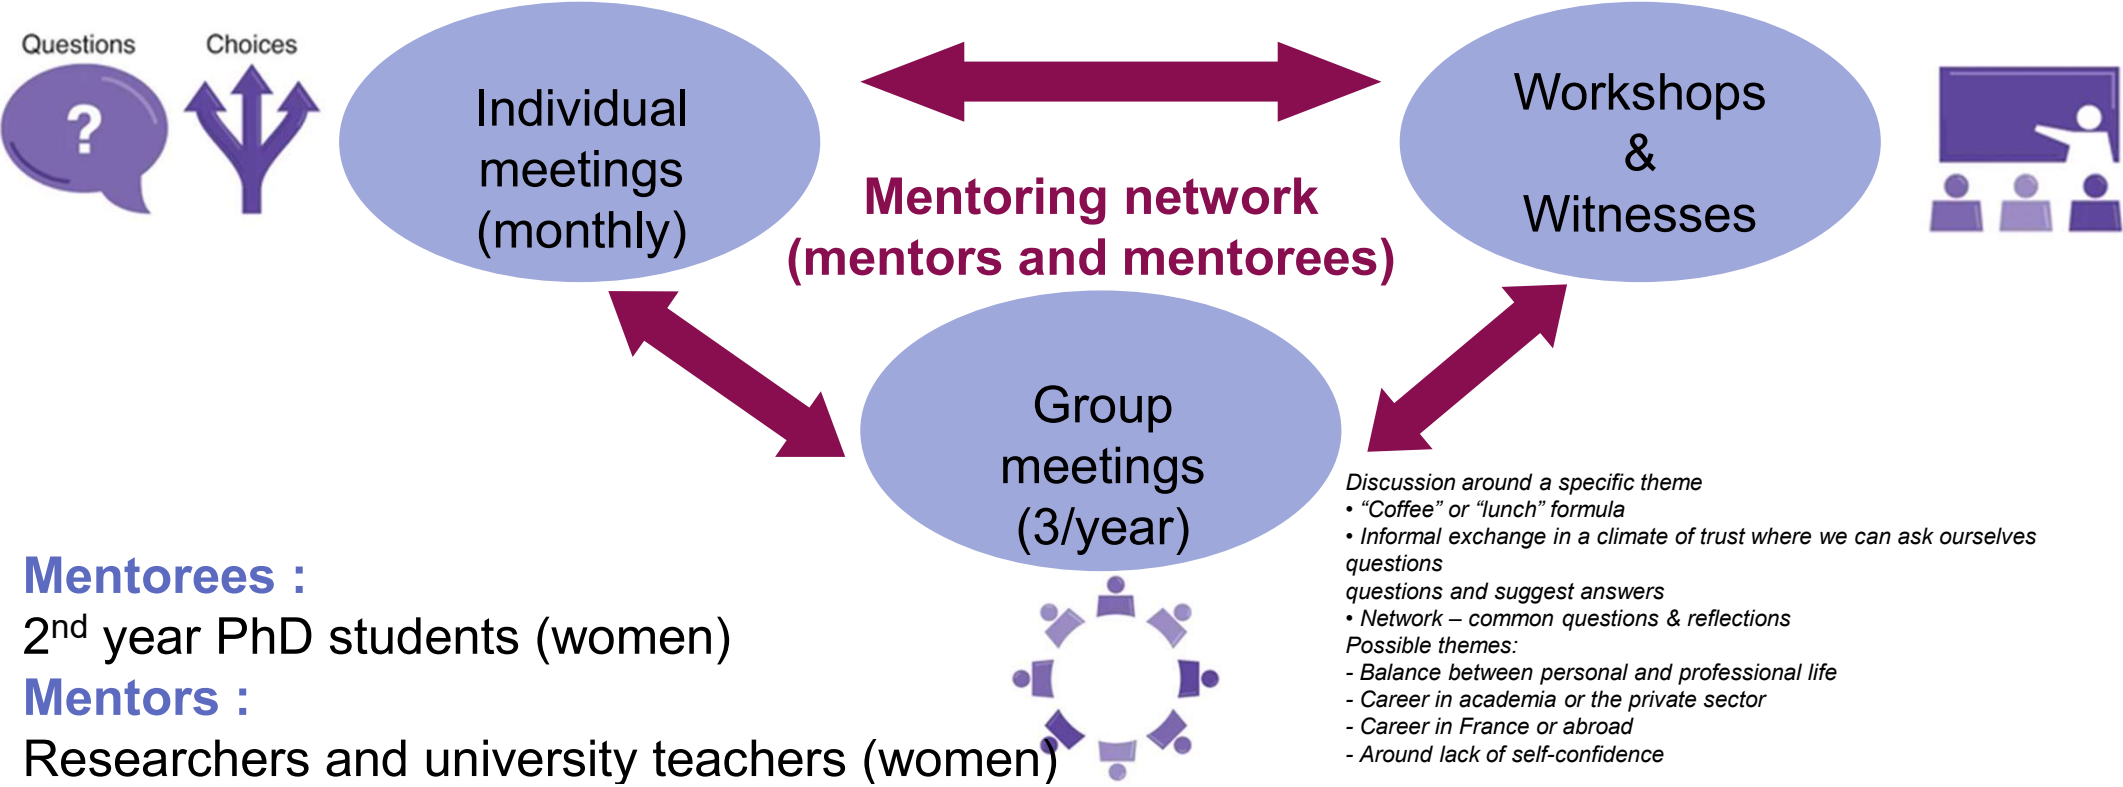 Questions
Choices
?
Individual
meetings
(monthly)
Workshops
&
Witnesses
Mentoring network
(mentors and mentorees)
Group
meetings
(3/year)
Mentorees :
2nd year PhD students (women)
Mentors :
Researchers and university teachers (women)
Discussion around a specific theme
• “Coffee” or “lunch” formula
• Informal exchange in a climate of trust where we can ask ourselves
questions
questions and suggest answers
• Network – common questions & reflections
Possible themes:
- Balance between personal and professional life
- Career in academia or the private sector
- Career in France or abroad
- Around lack of self-confidence